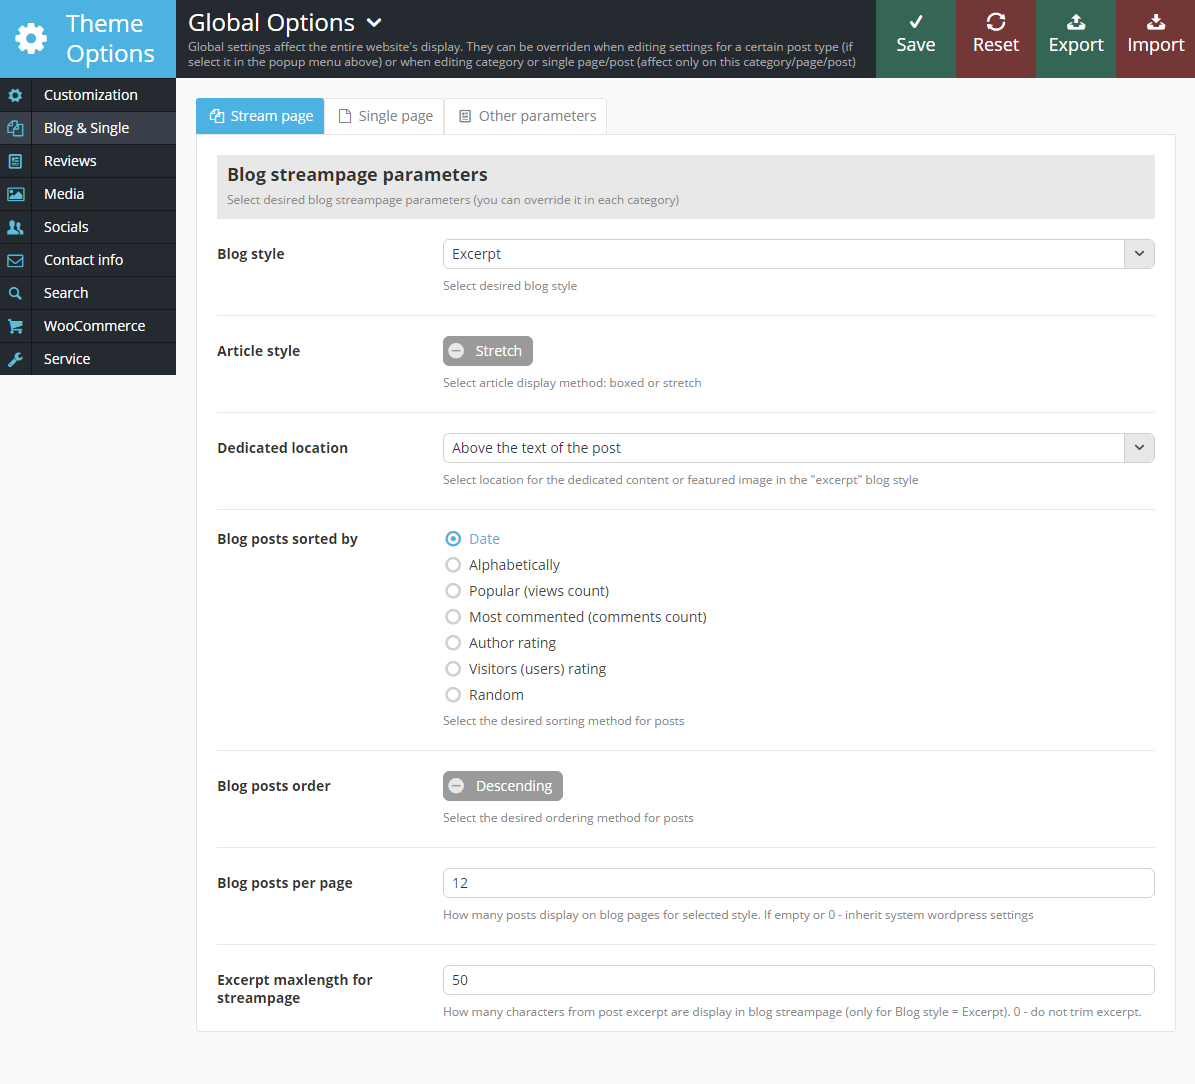 Theme
Options
Global Options
Global settings affect the entire website's display. They can be overriden when editing settings for a certain post type (if
select it in the popup menu above) or when editing category or single page/post (affect only on this category/page/post)
Save
Reset
Export
Import
Customization
Blog & Single
Reviews
Media
Socials
Contact info
Search
WooCommerce
Service
Stream page
Single page
Other parameters
Blog streampage parameters
Select desired blog streampage parameters (you can override it in each category)
Blog style
Excerpt
Select desired blog style
Article style
Stretch
Select article display method: boxed or stretch
Dedicated location
Above the text of the post
Select location for the dedicated content or featured image in the "excerpt" blog style
Blog posts sorted by
Date
Alphabetically
Popular (views count)
Most commented (comments count)
Author rating
Visitors (users) rating
Random
Select the desired sorting method for posts
Blog posts order
Descending
Select the desired ordering method for posts
Blog posts per page
12
How many posts display on blog pages for selected style. If empty or 0 - inherit system wordpress settings
Excerpt maxlength for
streampage
50
How many characters from post excerpt are display in blog streampage (only for Blog style = Excerpt). 0 - do not trim excerpt.